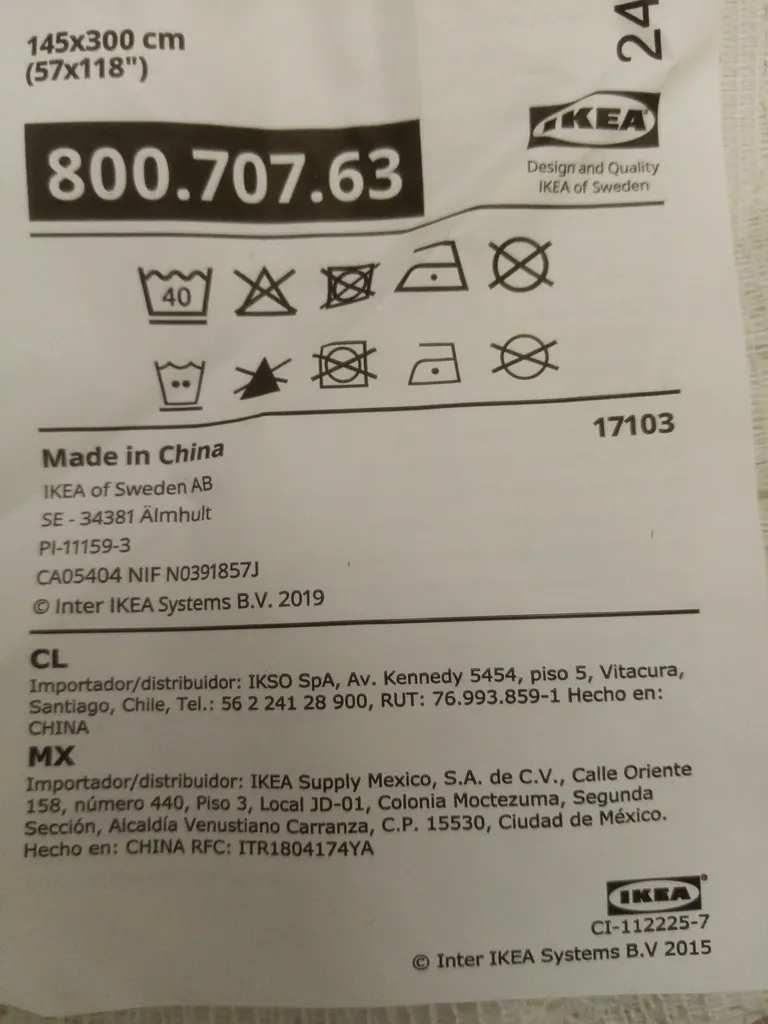 145x300 cm
(57x118")
24
800.707.63
IKEA
Design and Quality
IKEA of Sweden
40
17103
Made in China
IKEA of Sweden AB
SE - 34381 Älmhult
PI-11159-3
CA05404 NIF N0391857J
© Inter IKEA Systems B.V. 2019
CL
Importador/distribuidor: IKSO SpA, Av. Kennedy 5454, piso 5, Vitacura,
Santiago, Chile, Tel.: 56 2 241 28 900, RUT: 76.993.859-1 Hecho en:
CHINA
MX
Importador/distribuidor: IKEA Supply Mexico, S.A. de C.V., Calle Oriente
158, número 440, Piso 3, Local JD-01, Colonia Moctezuma, Segunda
Sección, Alcaldía Venustiano Carranza, C.P. 15530, Ciudad de México.
Hecho en: CHINA RFC: ITR1804174YA
IKEA®
CI-112225-7
© Inter IKEA Systems B.V 2015